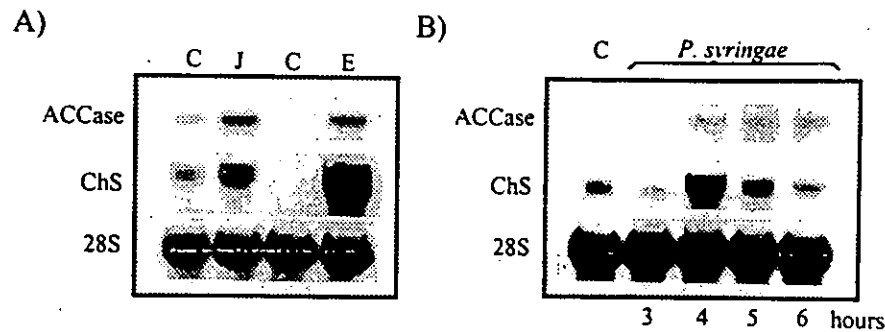 A)
C J C E
ACCase
ChS
28S
B)
C P. syringae
ACCase
ChS
28S
3 4 5 6 hours